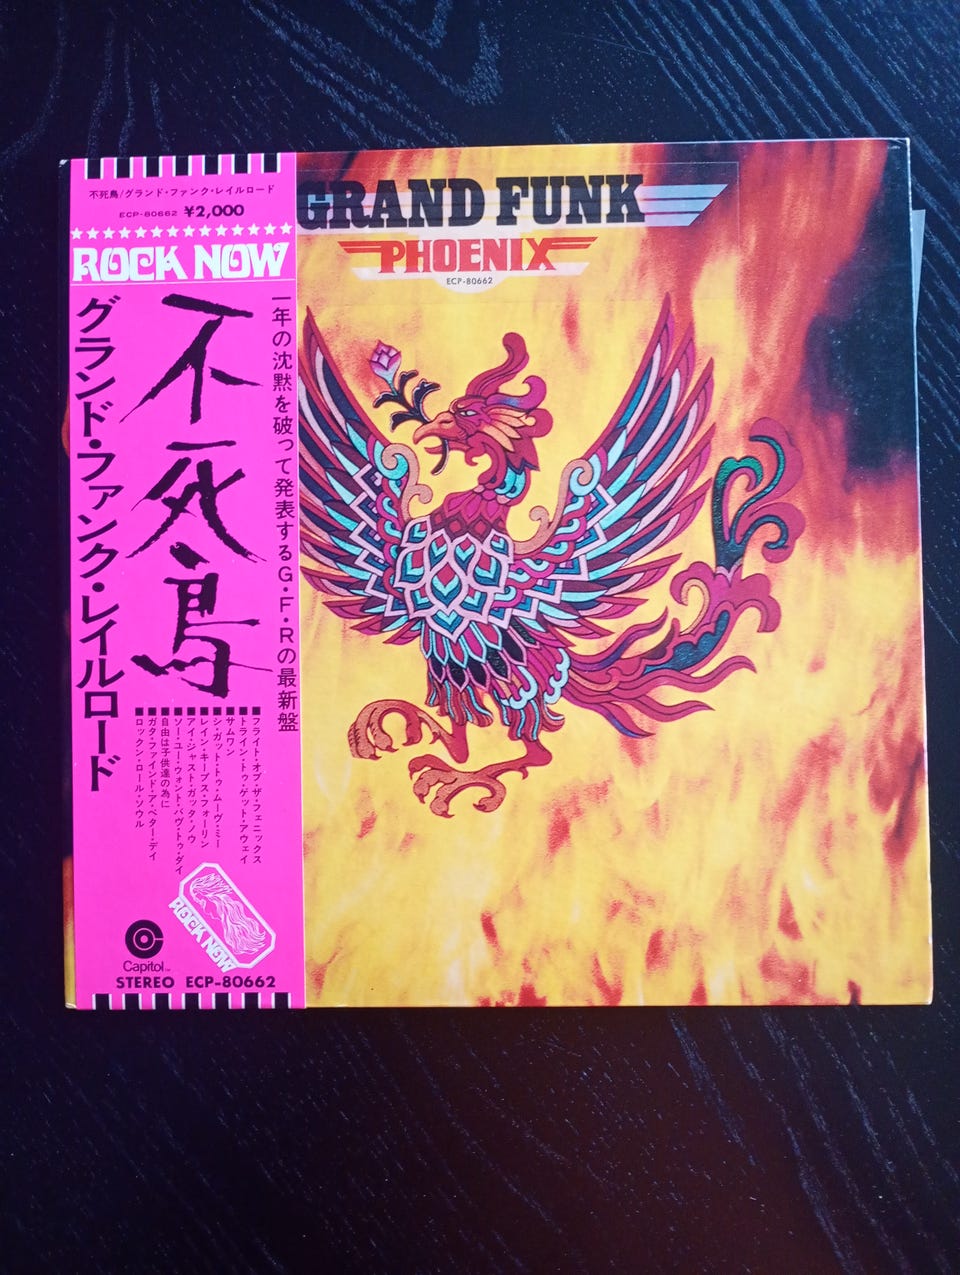 不死鳥/グランド・ファンク・レイルロード
ECP-80662 ¥2,000
ROCK NOW
一年の沈黙を破って発表するG・F・Rの最新盤
不死鳥
グランド・ファンク・レイルロード
■フライト・オブ・ザ・フェニックス
■トライン・トゥ・ゲット・アウェイ
■サムワン
■シ・ガット・トゥ・ムーヴ・ミー
■レイン・キープス・フォーリン
■アイ・ジャスト・ガッタ・ノウ
■ソー・ユー・ウォント・バヴ・トゥ・ダイ
■自由は子供達の為に
■ガタ・ファインド・ア・ベター・デイ
■ロックン・ロール・ソウル
ROCK NOW
Capitol™
STEREO ECP-80662
GRAND FUNK
PHOENIX
ECP-80662